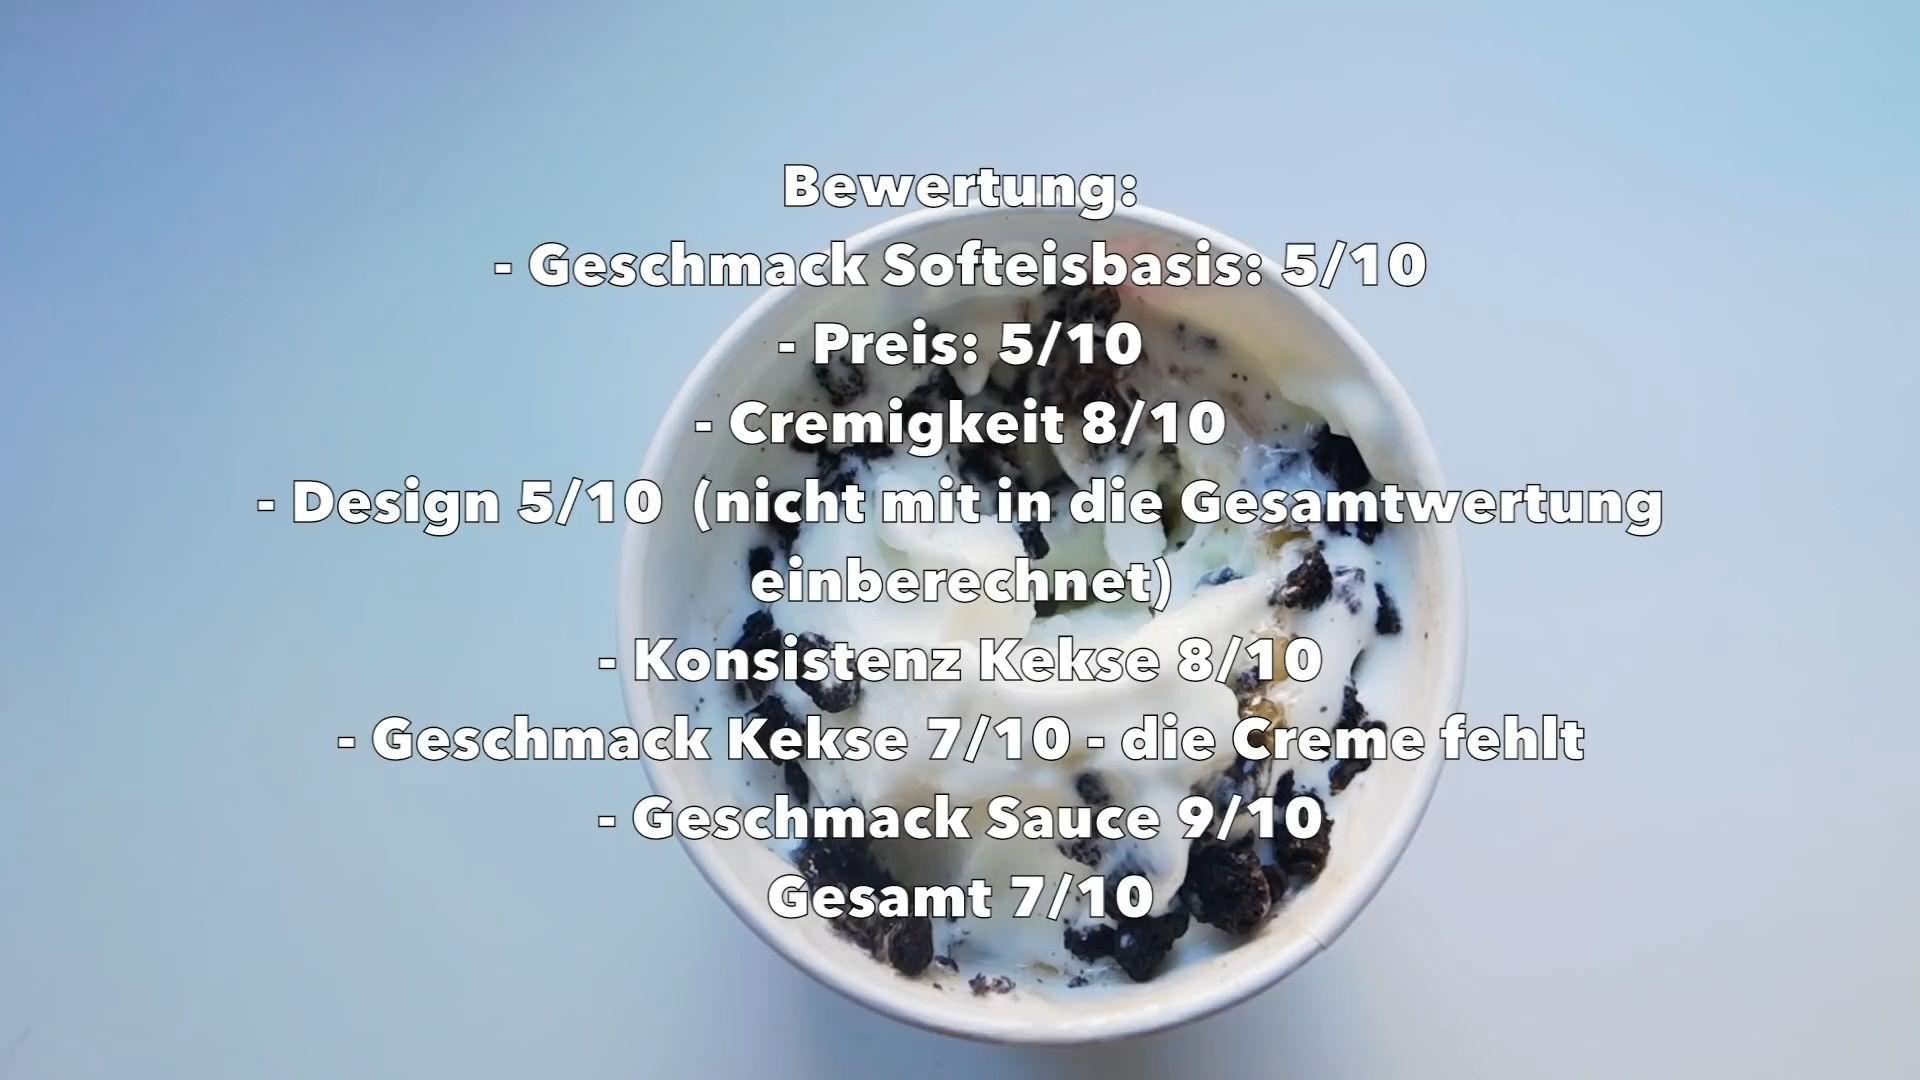 Bewertung:
- Geschmack Softeisbasis: 5/10
- Preis: 5/10
- Cremigkeit 8/10
- Design 5/10 (nicht mit in die Gesamtwertung
einberechnet)
- Konsistenz Kekse 8/10
- Geschmack Kekse 7/10 - die Creme fehlt
- Geschmack Sauce 9/10
Gesamt 7/10